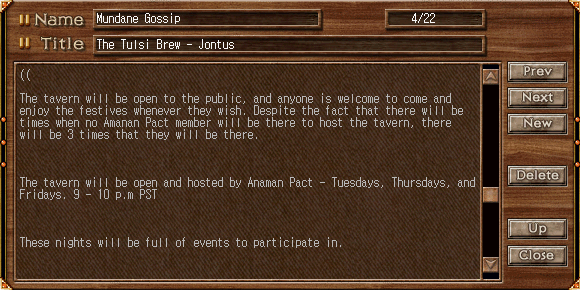 Name Mundane Gossip 4/22
Title The Tulsi Brew - Jontus
((
The tavern will be open to the public, and anyone is welcome to come and
enjoy the festives whenever they wish. Despite the fact that there will be
times when no Amanan Pact member will be there to host the tavern, there
will be 3 times that they will be there.
The tavern will be open and hosted by Anaman Pact - Tuesdays, Thursdays, and
Fridays. 9 - 10 p.m PST
These nights will be full of events to participate in.
Prev
Next
New
Delete
Up
Close